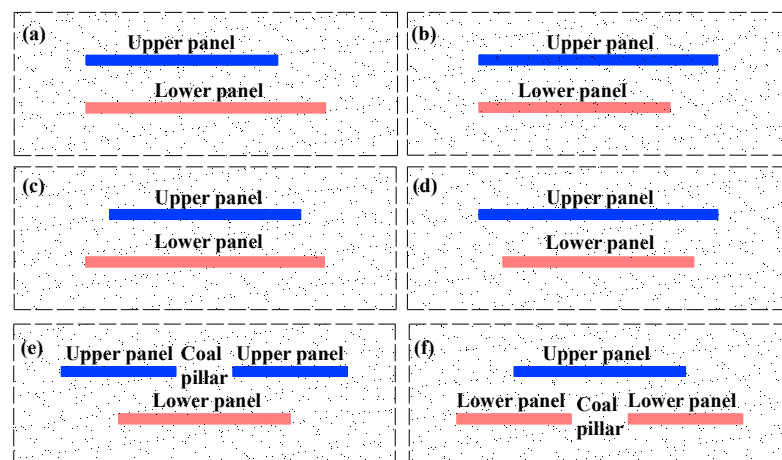 (a)
Upper panel
Lower panel
(b)
Upper panel
Lower panel
(c)
Upper panel
Lower panel
(d)
Upper panel
Lower panel
(e)
Upper panel Coal Upper panel
pillar
Lower panel
(f)
Upper panel
Lower panel Coal Lower panel
pillar